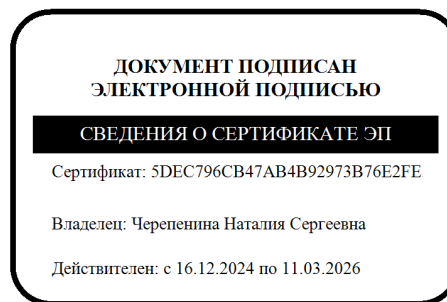 ДОКУМЕНТ ПОДПИСАН
ЭЛЕКТРОННОЙ ПОДПИСЬЮ
СВЕДЕНИЯ О СЕРТИФИКАТЕ ЭП
Сертификат: 5DEC796CB47AB4B92973B76E2FE
Владелец: Черепенина Наталия Сергеевна
Действителен: с 16.12.2024 по 11.03.2026